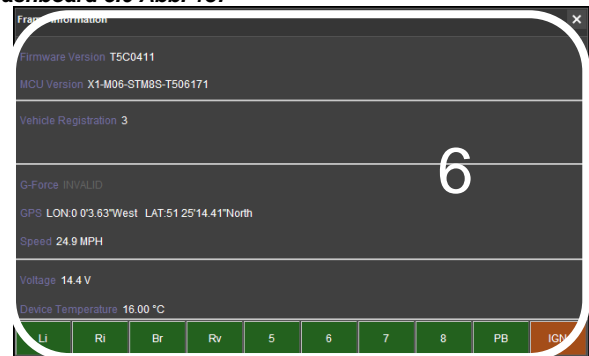 Frame Information
Firmware Version T5C0411
MCU Version X1-M06-STM8S-T506171
Vehicle Registration 3
6
G-Force INVALID
GPS LON:0 0'3.63"West LAT:51 25'14.41"North
Speed 24.9 MPH
Voltage 14.4 V
Device Temperature 16.00 °C
Li Ri Br Rv 5 6 7 8 PB IGN